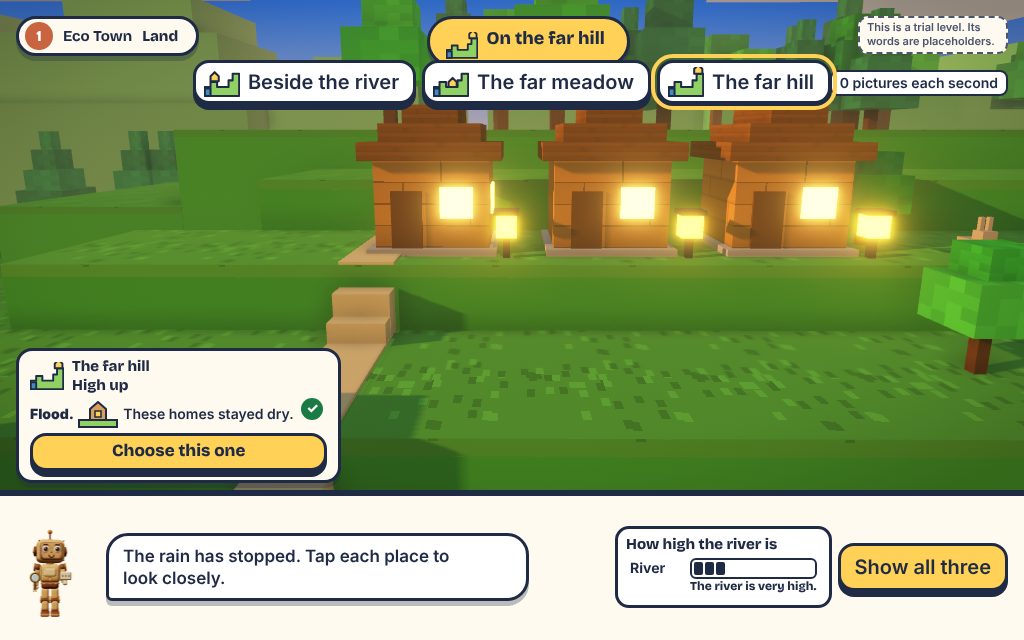 1 Eco Town Land
On the far hill
This is a trial level. Its
words are placeholders.
Beside the river
The far meadow
The far hill
0 pictures each second
The far hill
High up
Flood. These homes stayed dry.
Choose this one
The rain has stopped. Tap each place to
look closely.
How high the river is
River
The river is very high.
Show all three